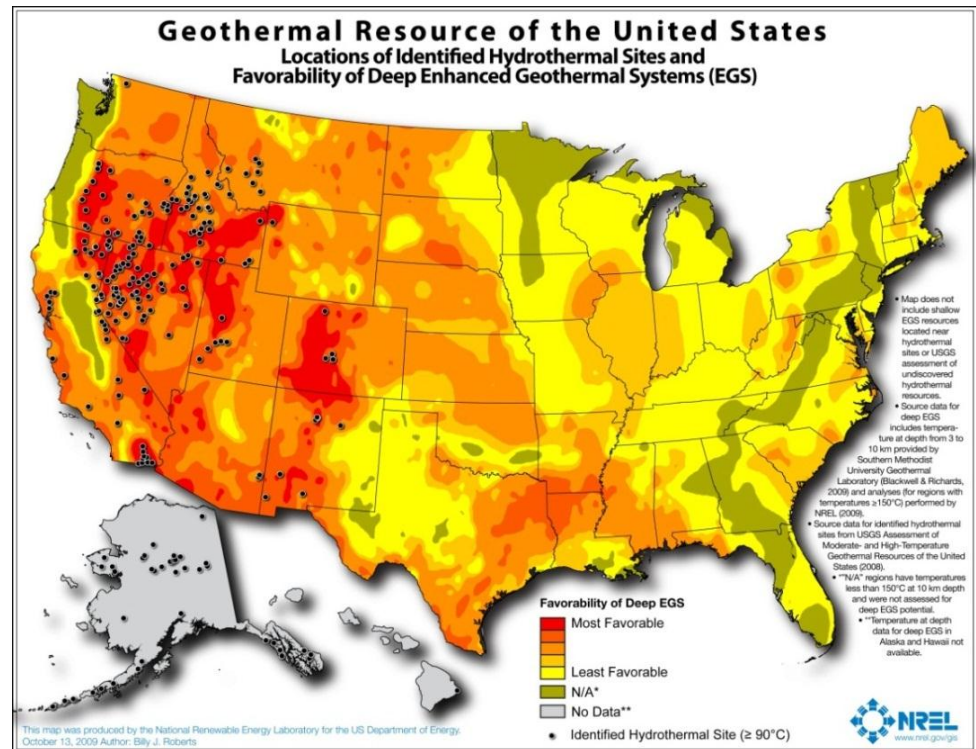 Geothermal Resource of the United States
Locations of Identified Hydrothermal Sites and
Favorability of Deep Enhanced Geothermal Systems (EGS)
• Map does not
include shallow
EGS resources
located near
hydrothermal
sites or USGS
assessment of
undiscovered
hydrothermal
resources.
• Source data for
deep EGS
includes tempera-
ture at depth from 3 to
10 km provided by
Southern Methodist
University Geothermal
Laboratory (Blackwell & Richards,
2009) and analyses (for regions with
temperatures ≥150°C) performed by
NREL (2009).
• Source data for identified hydrothermal
sites from USGS Assessment of
Moderate- and High-Temperature
Geothermal Resources of the United
States (2008).
• *"N/A" regions have temperatures
less than 150°C at 10 km depth
and were not assessed for
deep EGS potential.
• **Temperature at depth
data for deep EGS in
Alaska and Hawaii not
available.
Favorability of Deep EGS
Most Favorable
Least Favorable
N/A*
No Data**
Identified Hydrothermal Site (≥ 90°C)
This map was produced by the National Renewable Energy Laboratory for the US Department of Energy.
October 13, 2009 Author: Billy J. Roberts
NREL
www.nrel.gov/gis